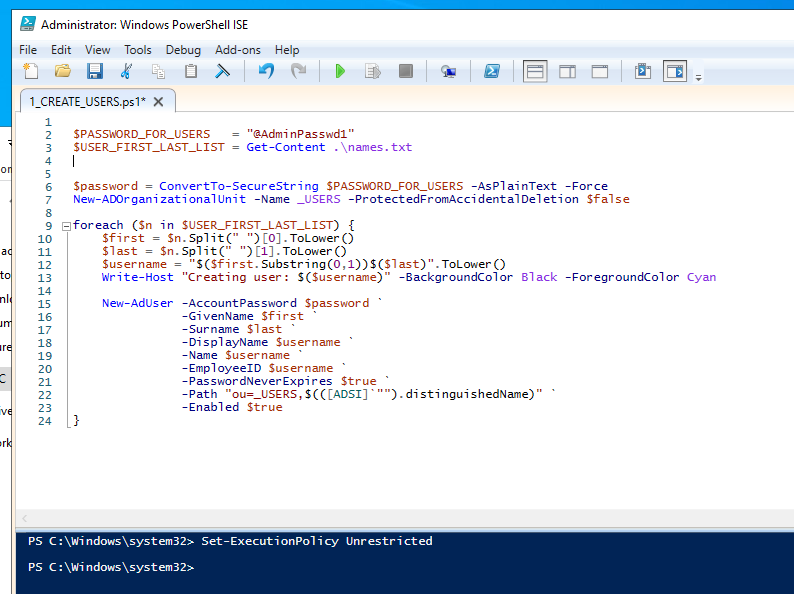 Administrator: Windows PowerShell ISE
File Edit View Tools Debug Add-ons Help
1_CREATE_USERS.ps1* X
1
2 $PASSWORD_FOR_USERS   = "@AdminPasswd1"
3 $USER_FIRST_LAST_LIST = Get-Content .\names.txt
4
5
6 $password = ConvertTo-SecureString $PASSWORD_FOR_USERS -AsPlainText -Force
7 New-ADOrganizationalUnit -Name _USERS -ProtectedFromAccidentalDeletion $false
8
9 foreach ($n in $USER_FIRST_LAST_LIST) {
10     $first = $n.Split(" ")[0].ToLower()
11     $last = $n.Split(" ")[1].ToLower()
12     $username = "$($first.Substring(0,1))$($last)".ToLower()
13     Write-Host "Creating user: $($username)" -BackgroundColor Black -ForegroundColor Cyan
14
15     New-AdUser -AccountPassword $password `
16                -GivenName $first `
17                -Surname $last `
18                -DisplayName $username `
19                -Name $username `
20                -EmployeeID $username `
21                -PasswordNeverExpires $true `
22                -Path "ou=_USERS,$(([ADSI]`"").distinguishedName)" `
23                -Enabled $true
24 }
PS C:\Windows\system32> Set-ExecutionPolicy Unrestricted
PS C:\Windows\system32>